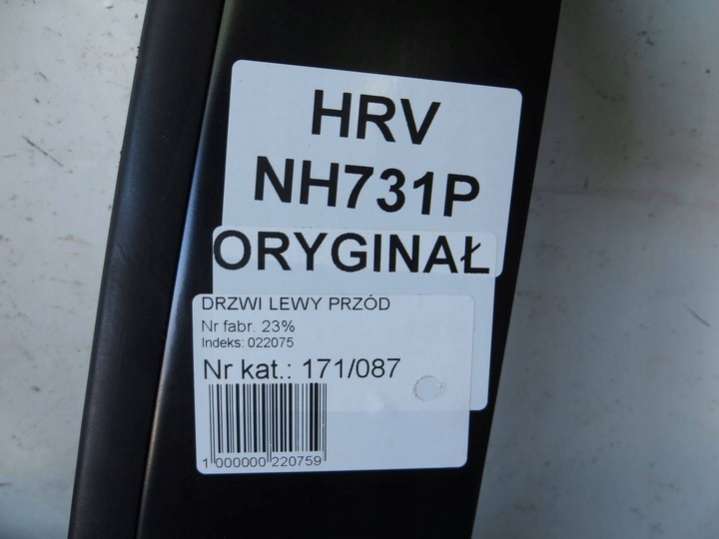 HRV
NH731P
ORYGINAŁ
DRZWI LEWY PRZÓD
Nr fabr. 23%
Indeks: 022075
Nr kat.: 171/087
1 000000 220759